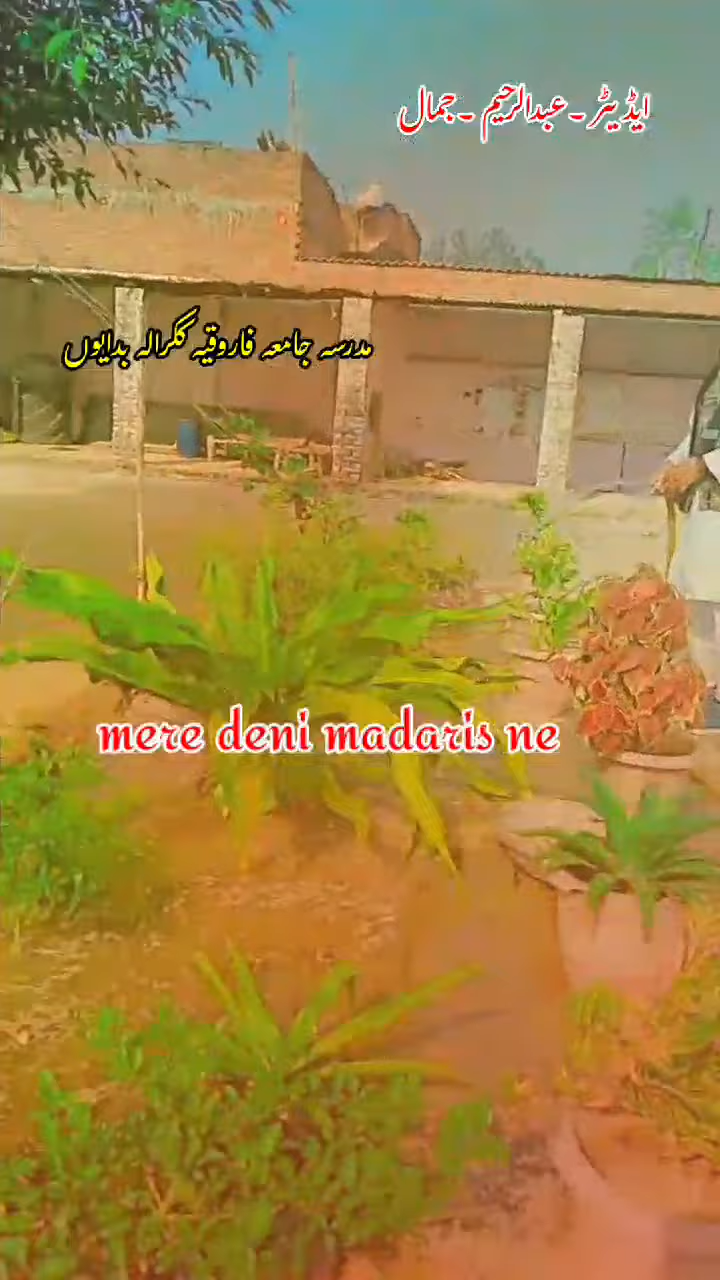 ایڈیٹر ۔ عبدالرحیم ۔ جمال
مدرسہ جامعہ فاروقیہ ککرالہ بدایوں
mere deni madaris ne